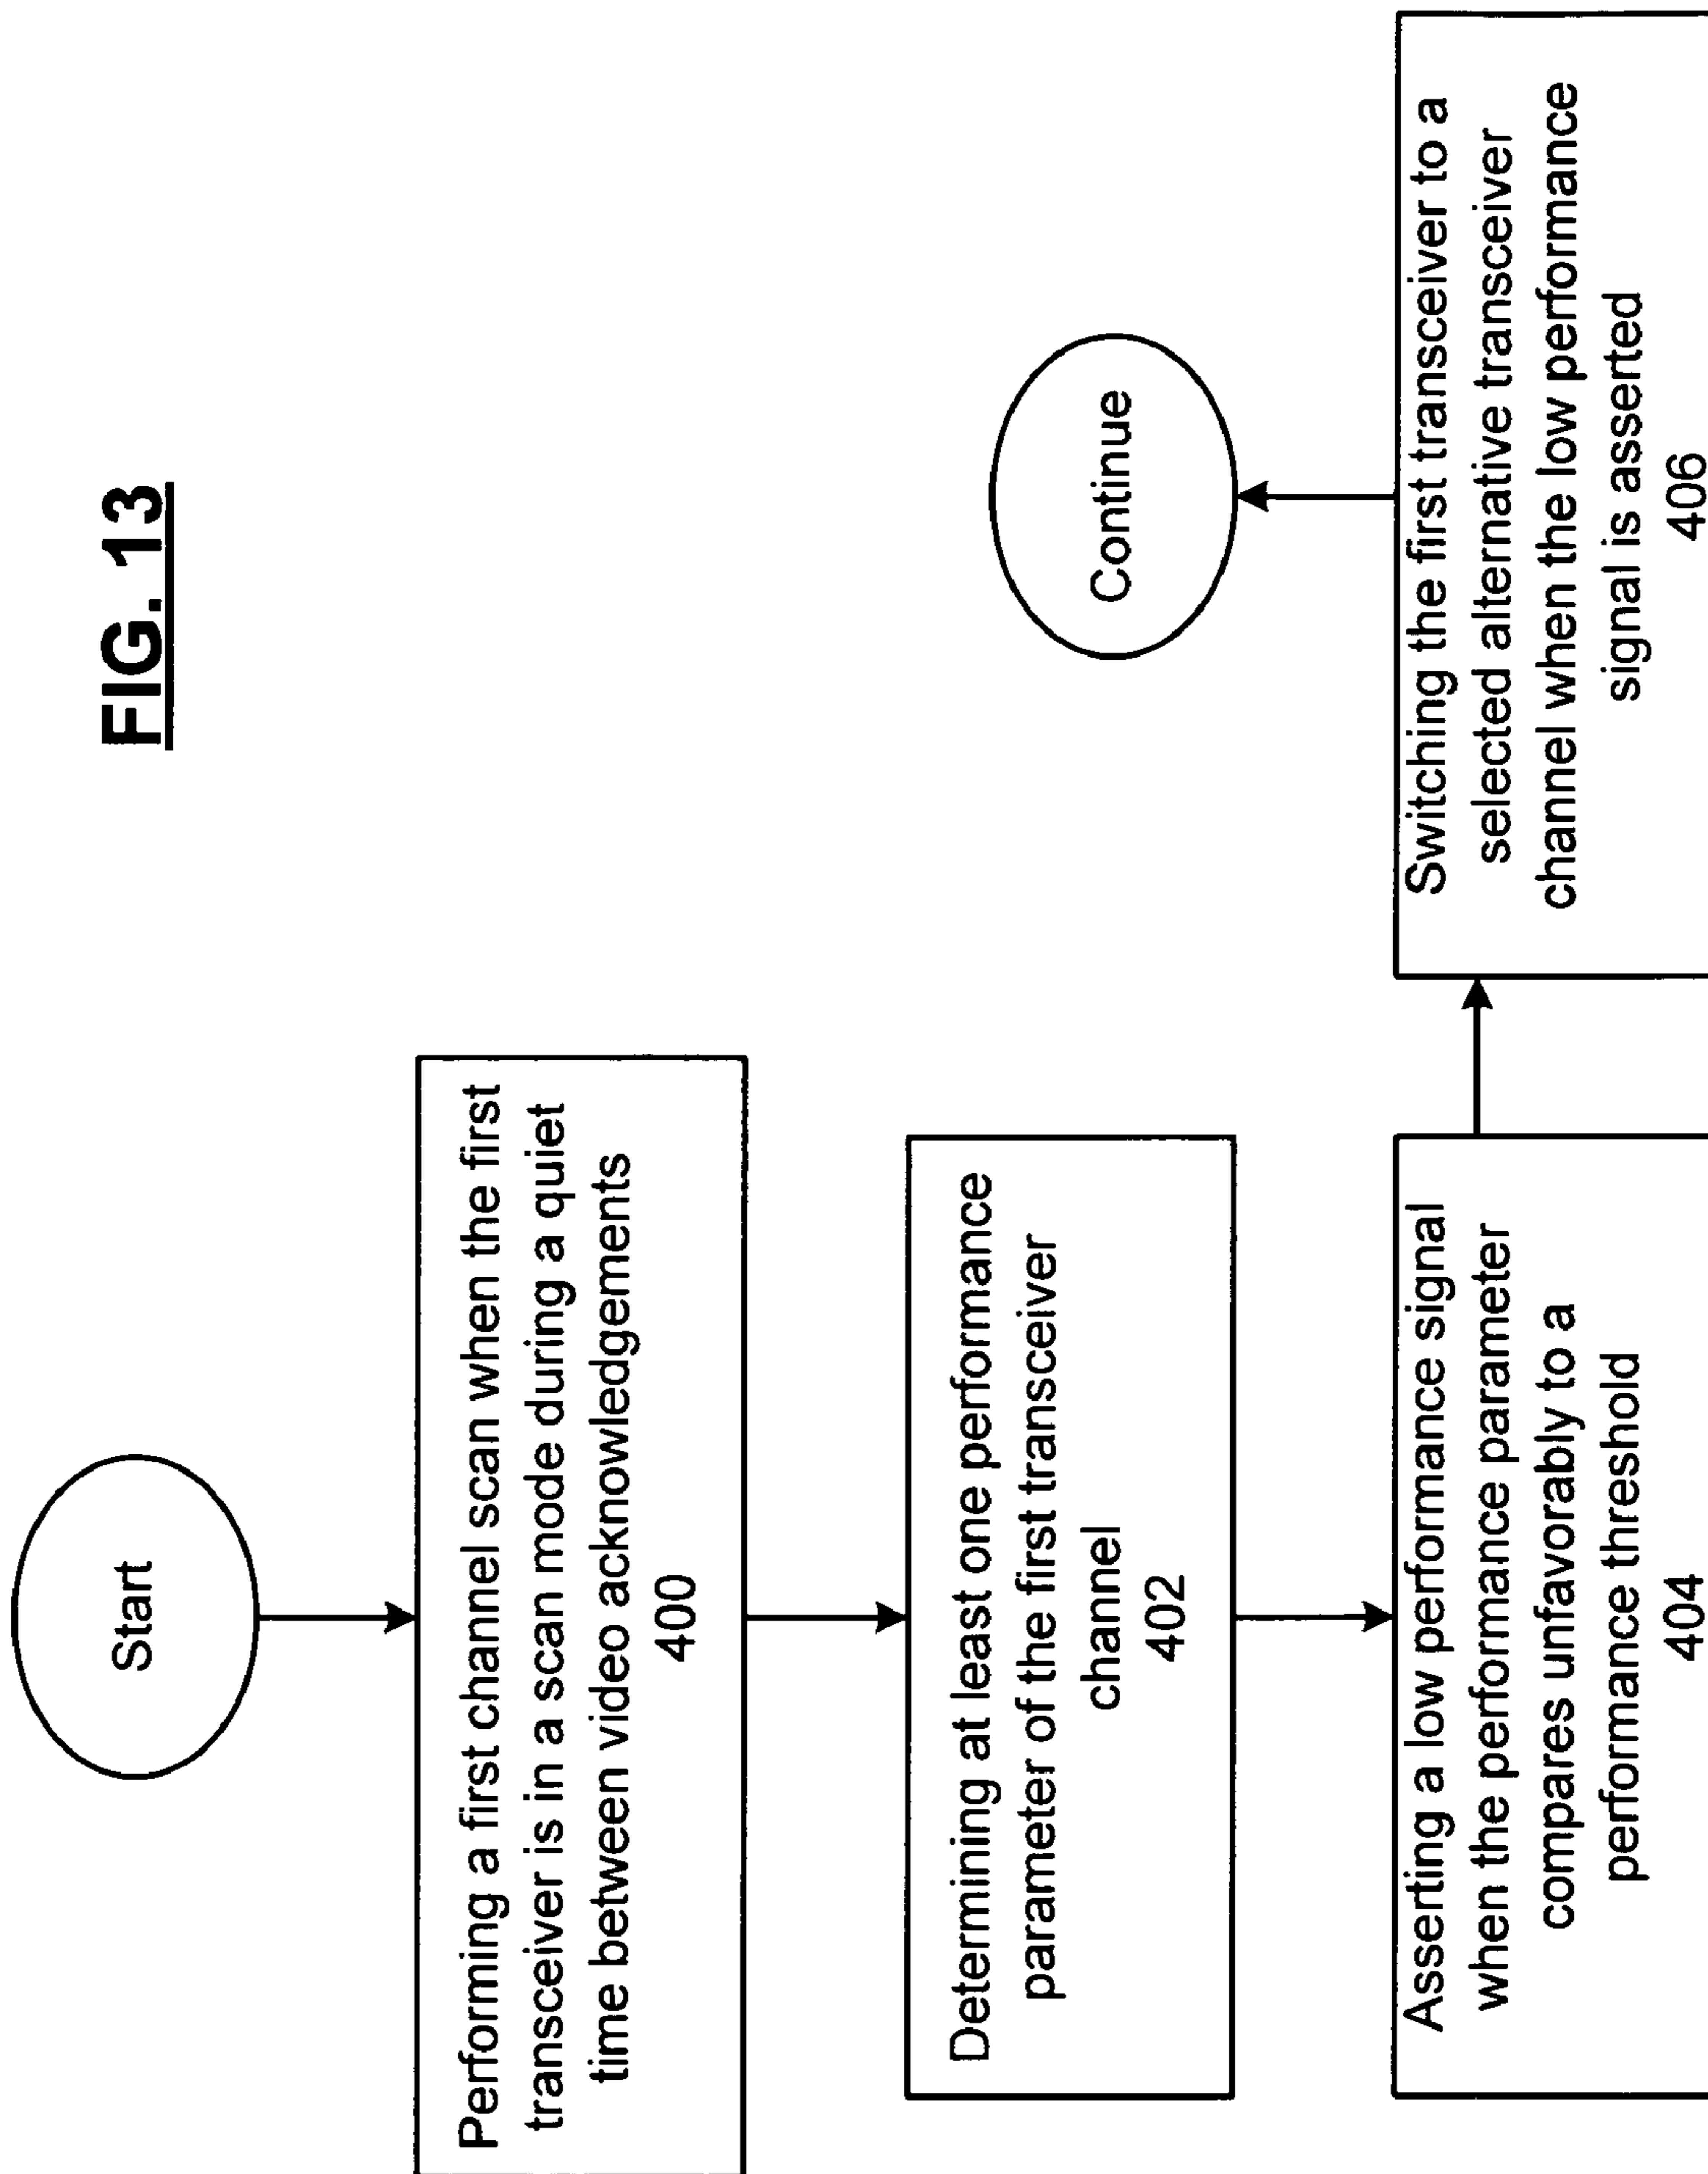 FIG. 13
Start
Performing a first channel scan when the first
transceiver is in a scan mode during a quiet
time between video acknowledgements
400
Determining at least one performance
parameter of the first transceiver
channel
402
Asserting a low performance signal
when the performance parameter
compares unfavorably to a
performance threshold
404
Switching the first transceiver to a
selected alternative transceiver
channel when the low performance
signal is asserted
406
Continue